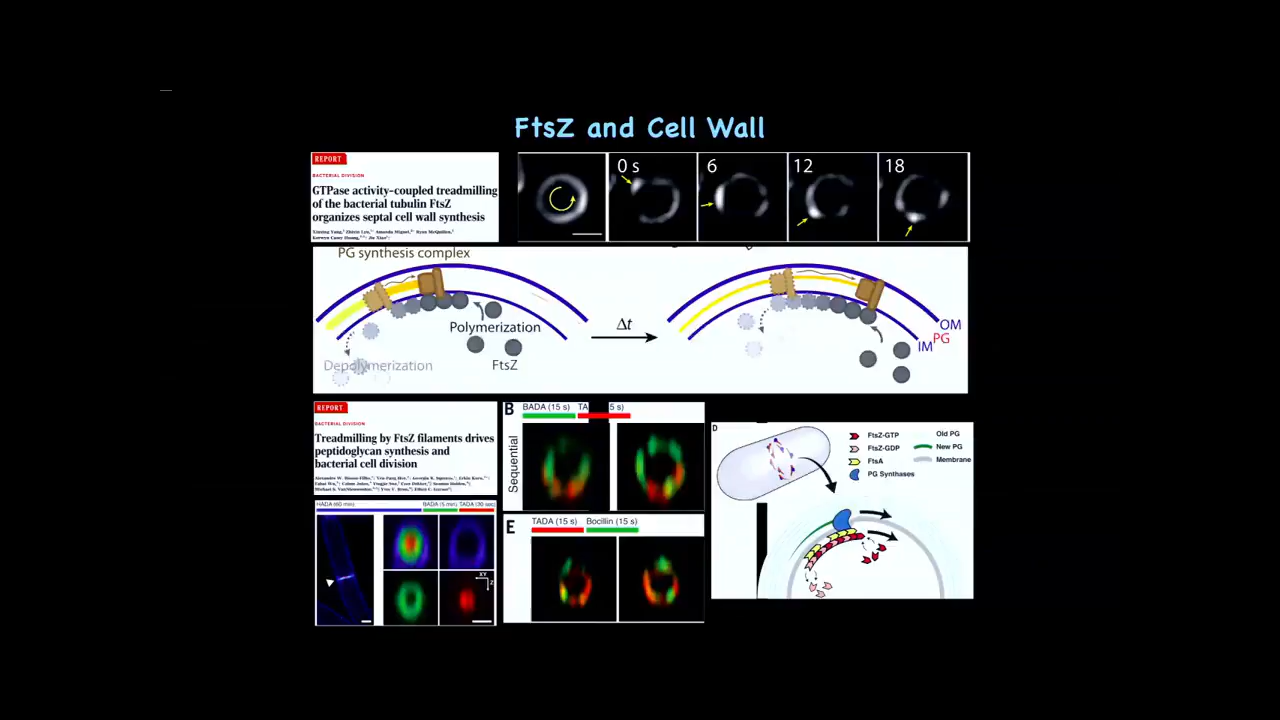 FtsZ and Cell Wall
REPORT
BACTERIAL DIVISION
GTPase activity–coupled treadmilling
of the bacterial tubulin FtsZ
organizes septal cell wall synthesis
0 s
6
12
18
PG synthesis complex
Polymerization
Depolymerization
FtsZ
Δt
OM
PG
IM
REPORT
BACTERIAL DIVISION
Treadmilling by FtsZ filaments drives
peptidoglycan synthesis and
bacterial cell division
HADA (60 min)
BADA (5 min)
TADA (30 sec)
XY
Z
B
BADA (15 s)
TA 5 s)
Sequential
E
TADA (15 s)
Bocillin (15 s)
D
FtsZ-GTP
FtsZ-GDP
FtsA
PG Synthases
Old PG
New PG
Membrane